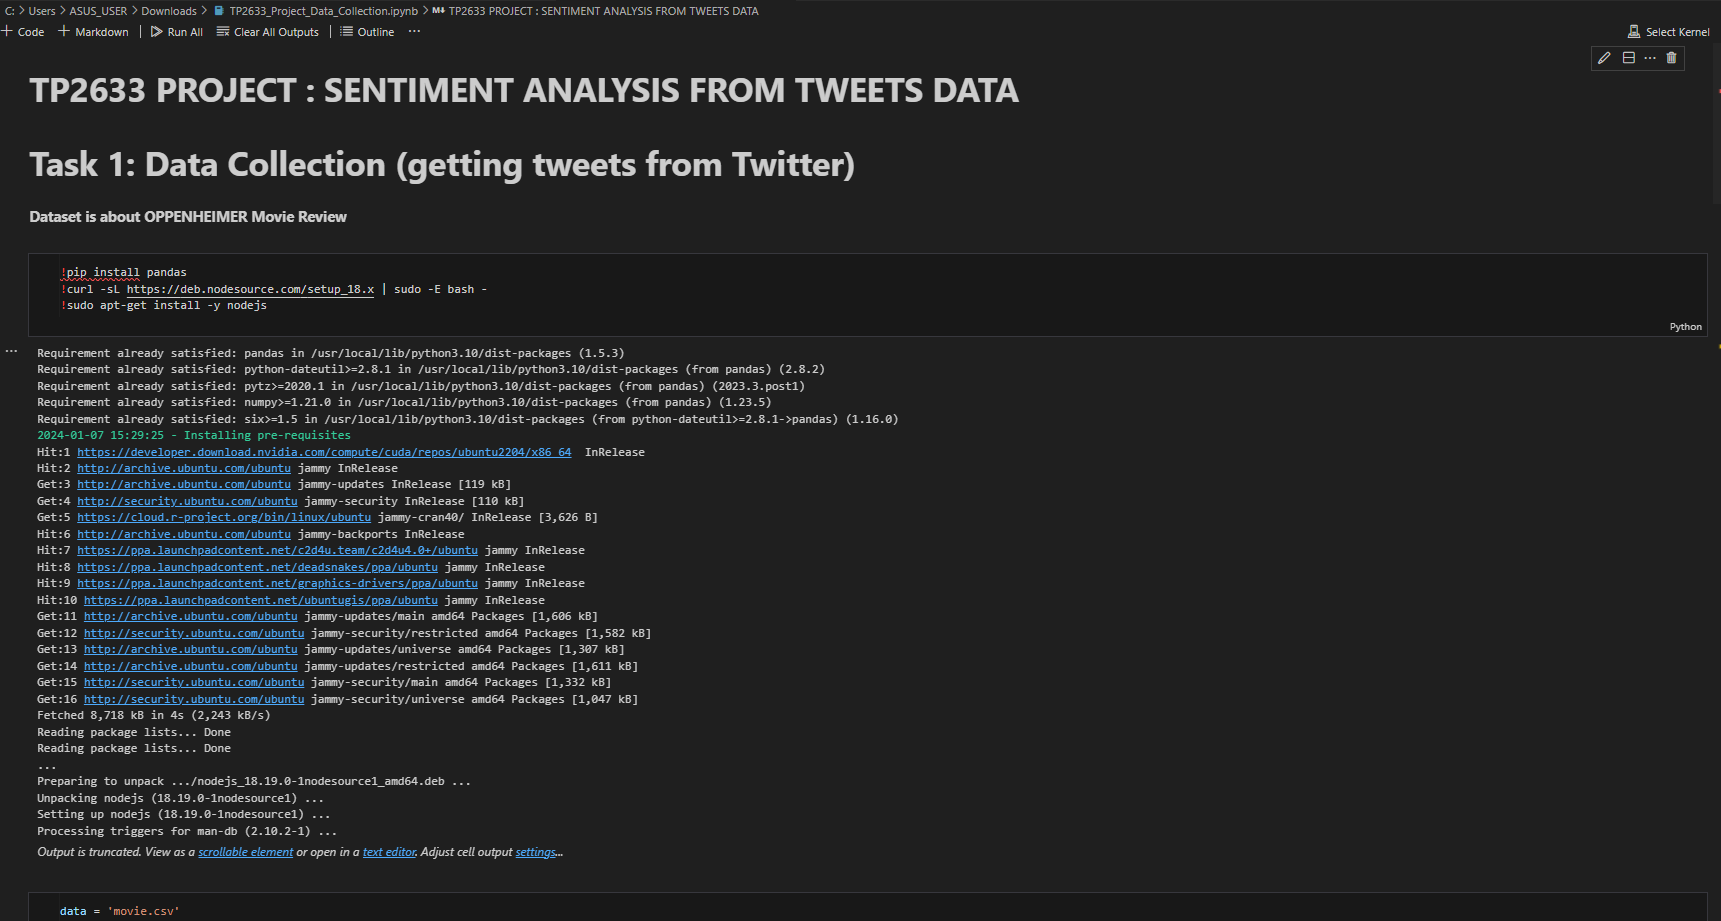 C: > Users > ASUS_USER > Downloads > TP2633_Project_Data_Collection.ipynb > M↓ TP2633 PROJECT : SENTIMENT ANALYSIS FROM TWEETS DATA
+ Code + Markdown | Run All Clear All Outputs | Outline ...
Select Kernel
TP2633 PROJECT : SENTIMENT ANALYSIS FROM TWEETS DATA
Task 1: Data Collection (getting tweets from Twitter)
Dataset is about OPPENHEIMER Movie Review
!pip install pandas
!curl -sL https://deb.nodesource.com/setup_18.x | sudo -E bash -
!sudo apt-get install -y nodejs
Python
Requirement already satisfied: pandas in /usr/local/lib/python3.10/dist-packages (1.5.3)
Requirement already satisfied: python-dateutil>=2.8.1 in /usr/local/lib/python3.10/dist-packages (from pandas) (2.8.2)
Requirement already satisfied: pytz>=2020.1 in /usr/local/lib/python3.10/dist-packages (from pandas) (2023.3.post1)
Requirement already satisfied: numpy>=1.21.0 in /usr/local/lib/python3.10/dist-packages (from pandas) (1.23.5)
Requirement already satisfied: six>=1.5 in /usr/local/lib/python3.10/dist-packages (from python-dateutil>=2.8.1->pandas) (1.16.0)
2024-01-07 15:29:25 - Installing pre-requisites
Hit:1 https://developer.download.nvidia.com/compute/cuda/repos/ubuntu2204/x86_64 InRelease
Hit:2 http://archive.ubuntu.com/ubuntu jammy InRelease
Get:3 http://archive.ubuntu.com/ubuntu jammy-updates InRelease [119 kB]
Get:4 http://security.ubuntu.com/ubuntu jammy-security InRelease [110 kB]
Get:5 https://cloud.r-project.org/bin/linux/ubuntu jammy-cran40/ InRelease [3,626 B]
Hit:6 http://archive.ubuntu.com/ubuntu jammy-backports InRelease
Hit:7 https://ppa.launchpadcontent.net/c2d4u.team/c2d4u4.0+/ubuntu jammy InRelease
Hit:8 https://ppa.launchpadcontent.net/deadsnakes/ppa/ubuntu jammy InRelease
Hit:9 https://ppa.launchpadcontent.net/graphics-drivers/ppa/ubuntu jammy InRelease
Hit:10 https://ppa.launchpadcontent.net/ubuntugis/ppa/ubuntu jammy InRelease
Get:11 http://archive.ubuntu.com/ubuntu jammy-updates/main amd64 Packages [1,606 kB]
Get:12 http://security.ubuntu.com/ubuntu jammy-security/restricted amd64 Packages [1,582 kB]
Get:13 http://archive.ubuntu.com/ubuntu jammy-updates/universe amd64 Packages [1,307 kB]
Get:14 http://archive.ubuntu.com/ubuntu jammy-updates/restricted amd64 Packages [1,611 kB]
Get:15 http://security.ubuntu.com/ubuntu jammy-security/main amd64 Packages [1,332 kB]
Get:16 http://security.ubuntu.com/ubuntu jammy-security/universe amd64 Packages [1,047 kB]
Fetched 8,718 kB in 4s (2,243 kB/s)
Reading package lists... Done
Reading package lists... Done
...
Preparing to unpack .../nodejs_18.19.0-1nodesource1_amd64.deb ...
Unpacking nodejs (18.19.0-1nodesource1) ...
Setting up nodejs (18.19.0-1nodesource1) ...
Processing triggers for man-db (2.10.2-1) ...
Output is truncated. View as a scrollable element or open in a text editor. Adjust cell output settings...
data = 'movie.csv'